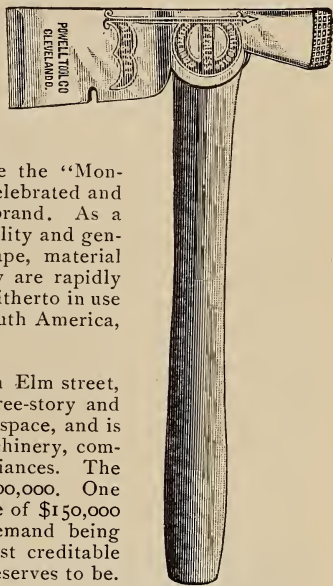 POWELL TOOL CO
CLEVELAND.
e the “Mon-
elebrated and
brand. As a
lity and gen-
ape, material
y are rapidly
itherto in use
uth America,
n Elm street,
ree-story and
space, and is
hinery, com-
iances. The
00,000. One
e of $150,000
emand being
st creditable
eserves to be.